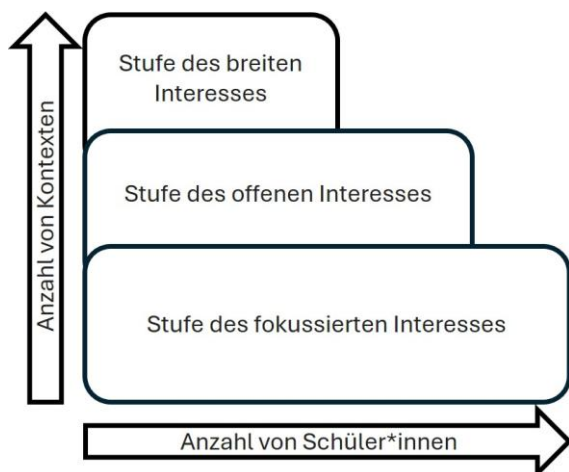 Anzahl von Kontexten
Stufe des breiten
Interesses
Stufe des offenen Interesses
Stufe des fokussierten Interesses
Anzahl von Schüler*innen